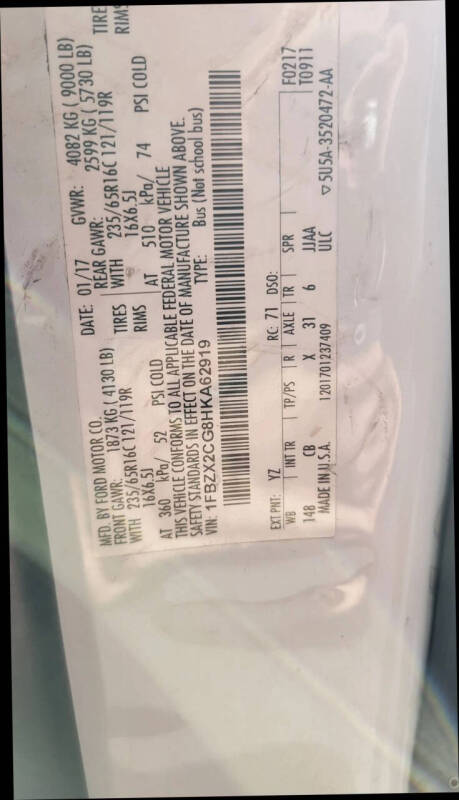 MFD. BY FORD MOTOR CO. DATE: 01/17 GVWR: 4082 KG ( 9000 LB)
FRONT GAWR: 1873 KG ( 4130 LB) REAR GAWR: 2599 KG ( 5730 LB)
WITH 235/65R16C 121/119R TIRES WITH 235/65R16C 121/119R TIRE
16X6.5J RIMS 16X6.5J RIMS
AT 360 kPa/ 52 PSI COLD AT 510 kPa/ 74 PSI COLD
THIS VEHICLE CONFORMS TO ALL APPLICABLE FEDERAL MOTOR VEHICLE
SAFETY STANDARDS IN EFFECT ON THE DATE OF MANUFACTURE SHOWN ABOVE.
VIN: 1FBZX2CG8HKA62919 TYPE: Bus (Not school bus)
EXT PNT: YZ RC: 71 DSO: F0217
WB INT TR TP/PS R AXLE TR SPR T0911
148 CB X 31 6 JJAA
MADE IN U.S.A. 1201701237409 ULC ▽5U5A-3520472-AA